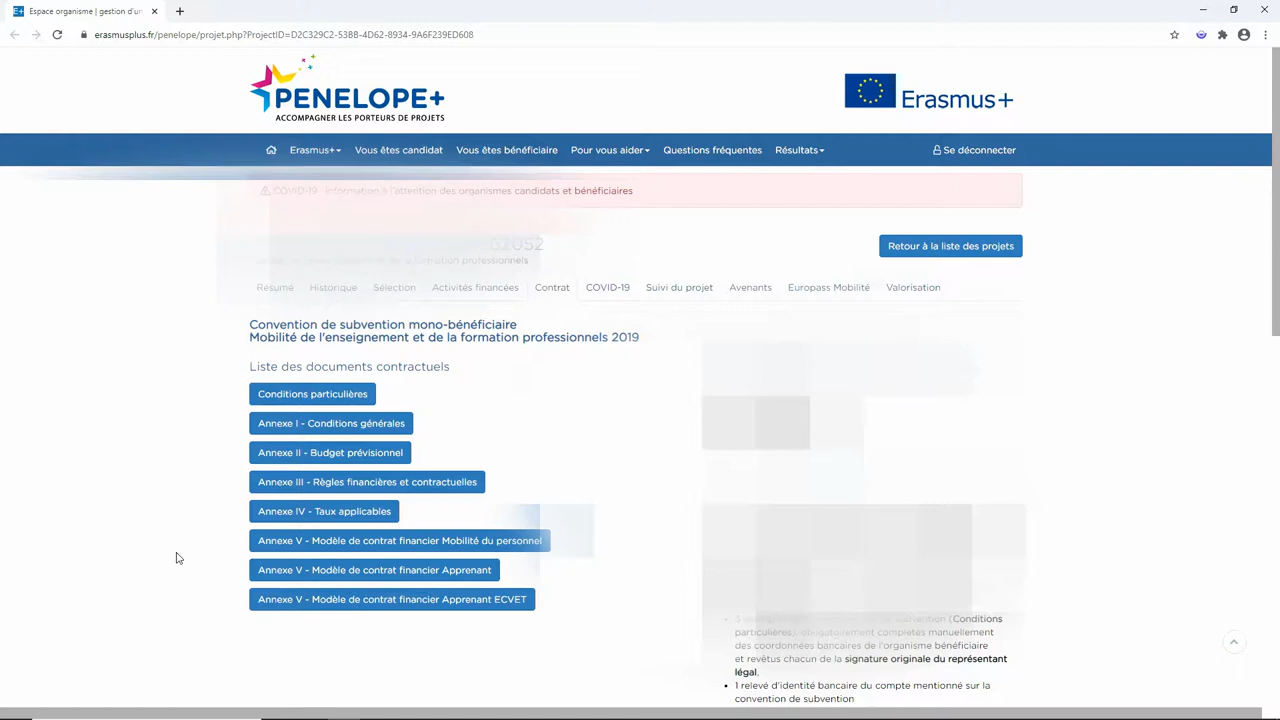 Espace organisme | gestion d'un
erasmusplus.fr/penelope/projet.php?ProjectID=D2C329C2-53BB-4D62-8934-9A6F239ED608
PENELOPE+
ACCOMPAGNER LES PORTEURS DE PROJETS
Erasmus+
Erasmus+ Vous êtes candidat Vous êtes bénéficiaire Pour vous aider Questions fréquentes Résultats Se déconnecter
COVID-19 : Information à l'attention des organismes candidats et bénéficiaires
Retour à la liste des projets
formation professionnels
Résumé Historique Sélection Activités financées Contrat COVID-19 Suivi du projet Avenants Europass Mobilité Valorisation
Convention de subvention mono-bénéficiaire
Mobilité de l'enseignement et de la formation professionnels 2019
Liste des documents contractuels
Conditions particulières
Annexe I - Conditions générales
Annexe II - Budget prévisionnel
Annexe III - Règles financières et contractuelles
Annexe IV - Taux applicables
Annexe V - Modèle de contrat financier Mobilité du personnel
Annexe V - Modèle de contrat financier Apprenant
Annexe V - Modèle de contrat financier Apprenant ECVET
subvention (Conditions
particulières), obligatoirement complétés manuellement
des coordonnées bancaires de l'organisme bénéficiaire
et revêtus chacun de la signature originale du représentant
légal,
1 relevé d'identité bancaire du compte mentionné sur la
convention de subvention